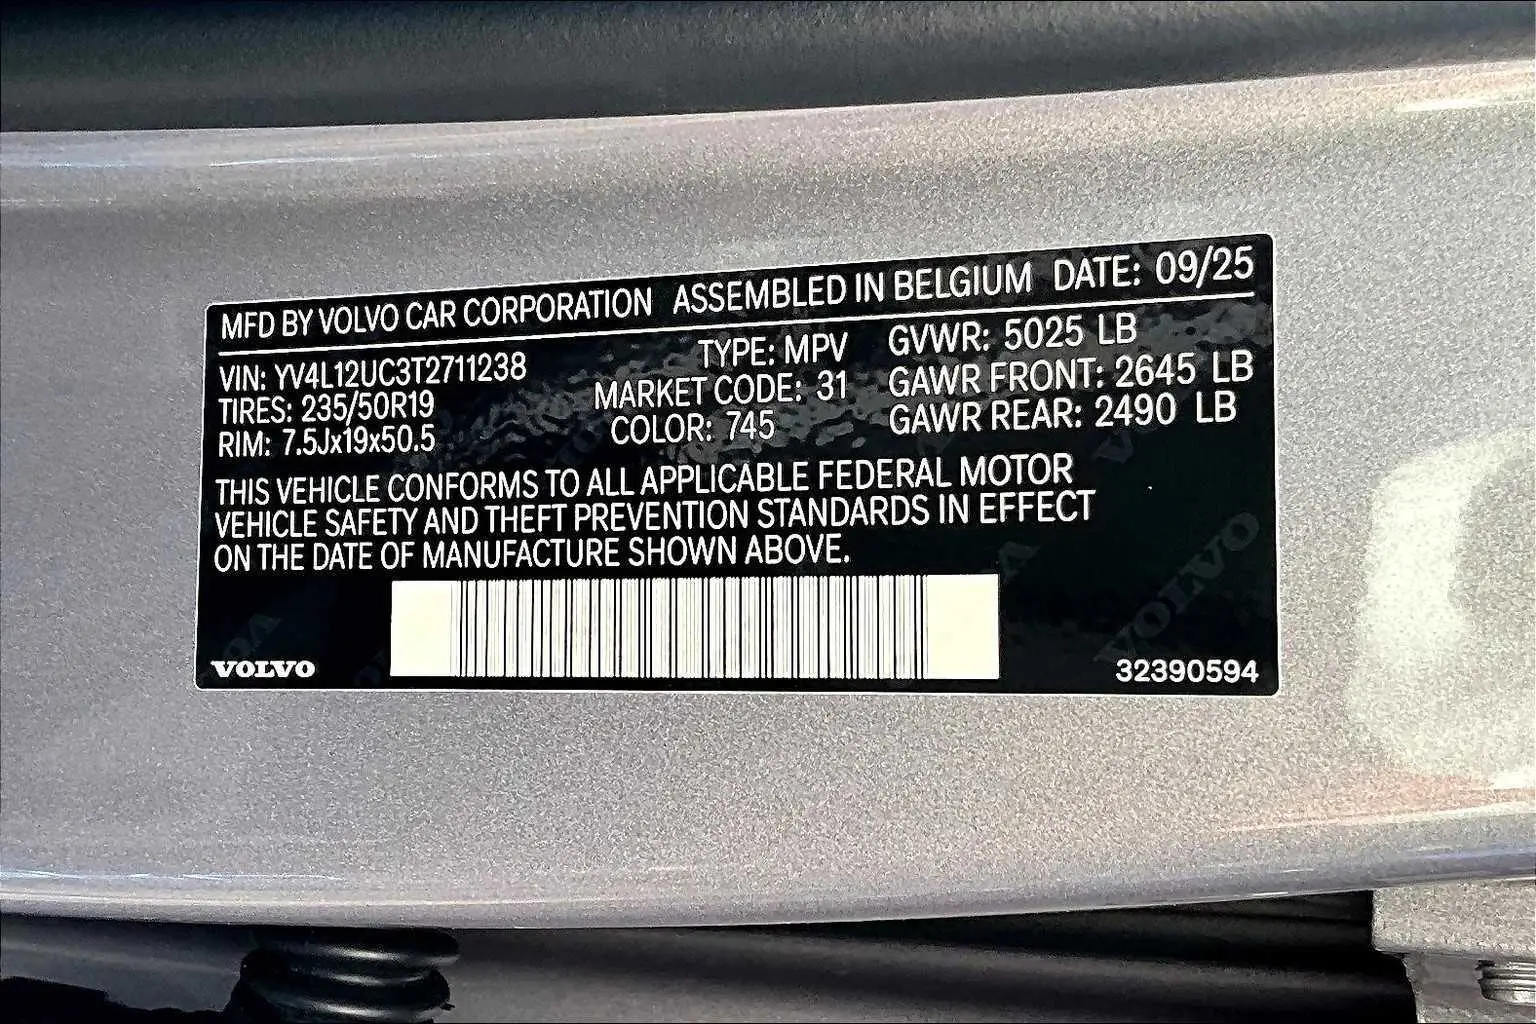 MFD BY VOLVO CAR CORPORATION ASSEMBLED IN BELGIUM DATE: 09/25
VIN: YV4L12UC3T2711238 TYPE: MPV GVWR: 5025 LB
TIRES: 235/50R19 MARKET CODE: 31 GAWR FRONT: 2645 LB
RIM: 7.5Jx19x50.5 COLOR: 745 GAWR REAR: 2490 LB
THIS VEHICLE CONFORMS TO ALL APPLICABLE FEDERAL MOTOR
VEHICLE SAFETY AND THEFT PREVENTION STANDARDS IN EFFECT
ON THE DATE OF MANUFACTURE SHOWN ABOVE.
VOLVO 32390594
VOLVO